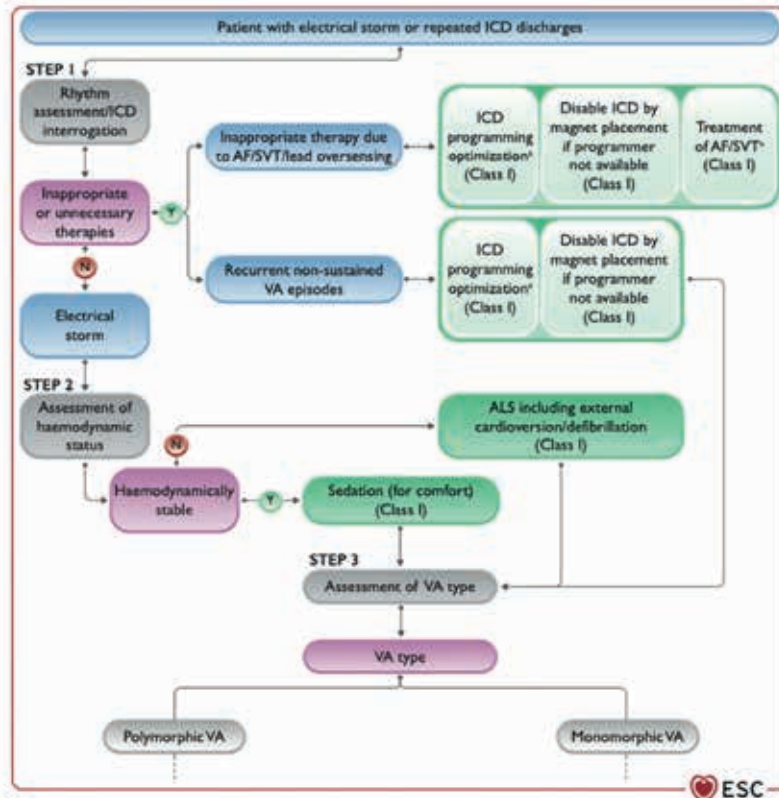 Patient with electrical storm or repeated ICD discharges
STEP 1
Rhythm
assessment/ICD
interrogation
Inappropriate
or unnecessary
therapies
Y
Inappropriate therapy due
to AF/SVT/lead oversensing
ICD
programming
optimizationᵃ
(Class I)
Disable ICD by
magnet placement
if programmer
not available
(Class I)
Treatment
of AF/SVTᵇ
(Class I)
Recurrent non-sustained
VA episodes
ICD
programming
optimizationᵃ
(Class I)
Disable ICD by
magnet placement
if programmer
not available
(Class I)
N
Electrical
storm
STEP 2
Assessment of
haemodynamic
status
N
ALS including external
cardioversion/defibrillation
(Class I)
Haemodynamically
stable
Y
Sedation (for comfort)
(Class I)
STEP 3
Assessment of VA type
VA type
Polymorphic VA
Monomorphic VA
ESC